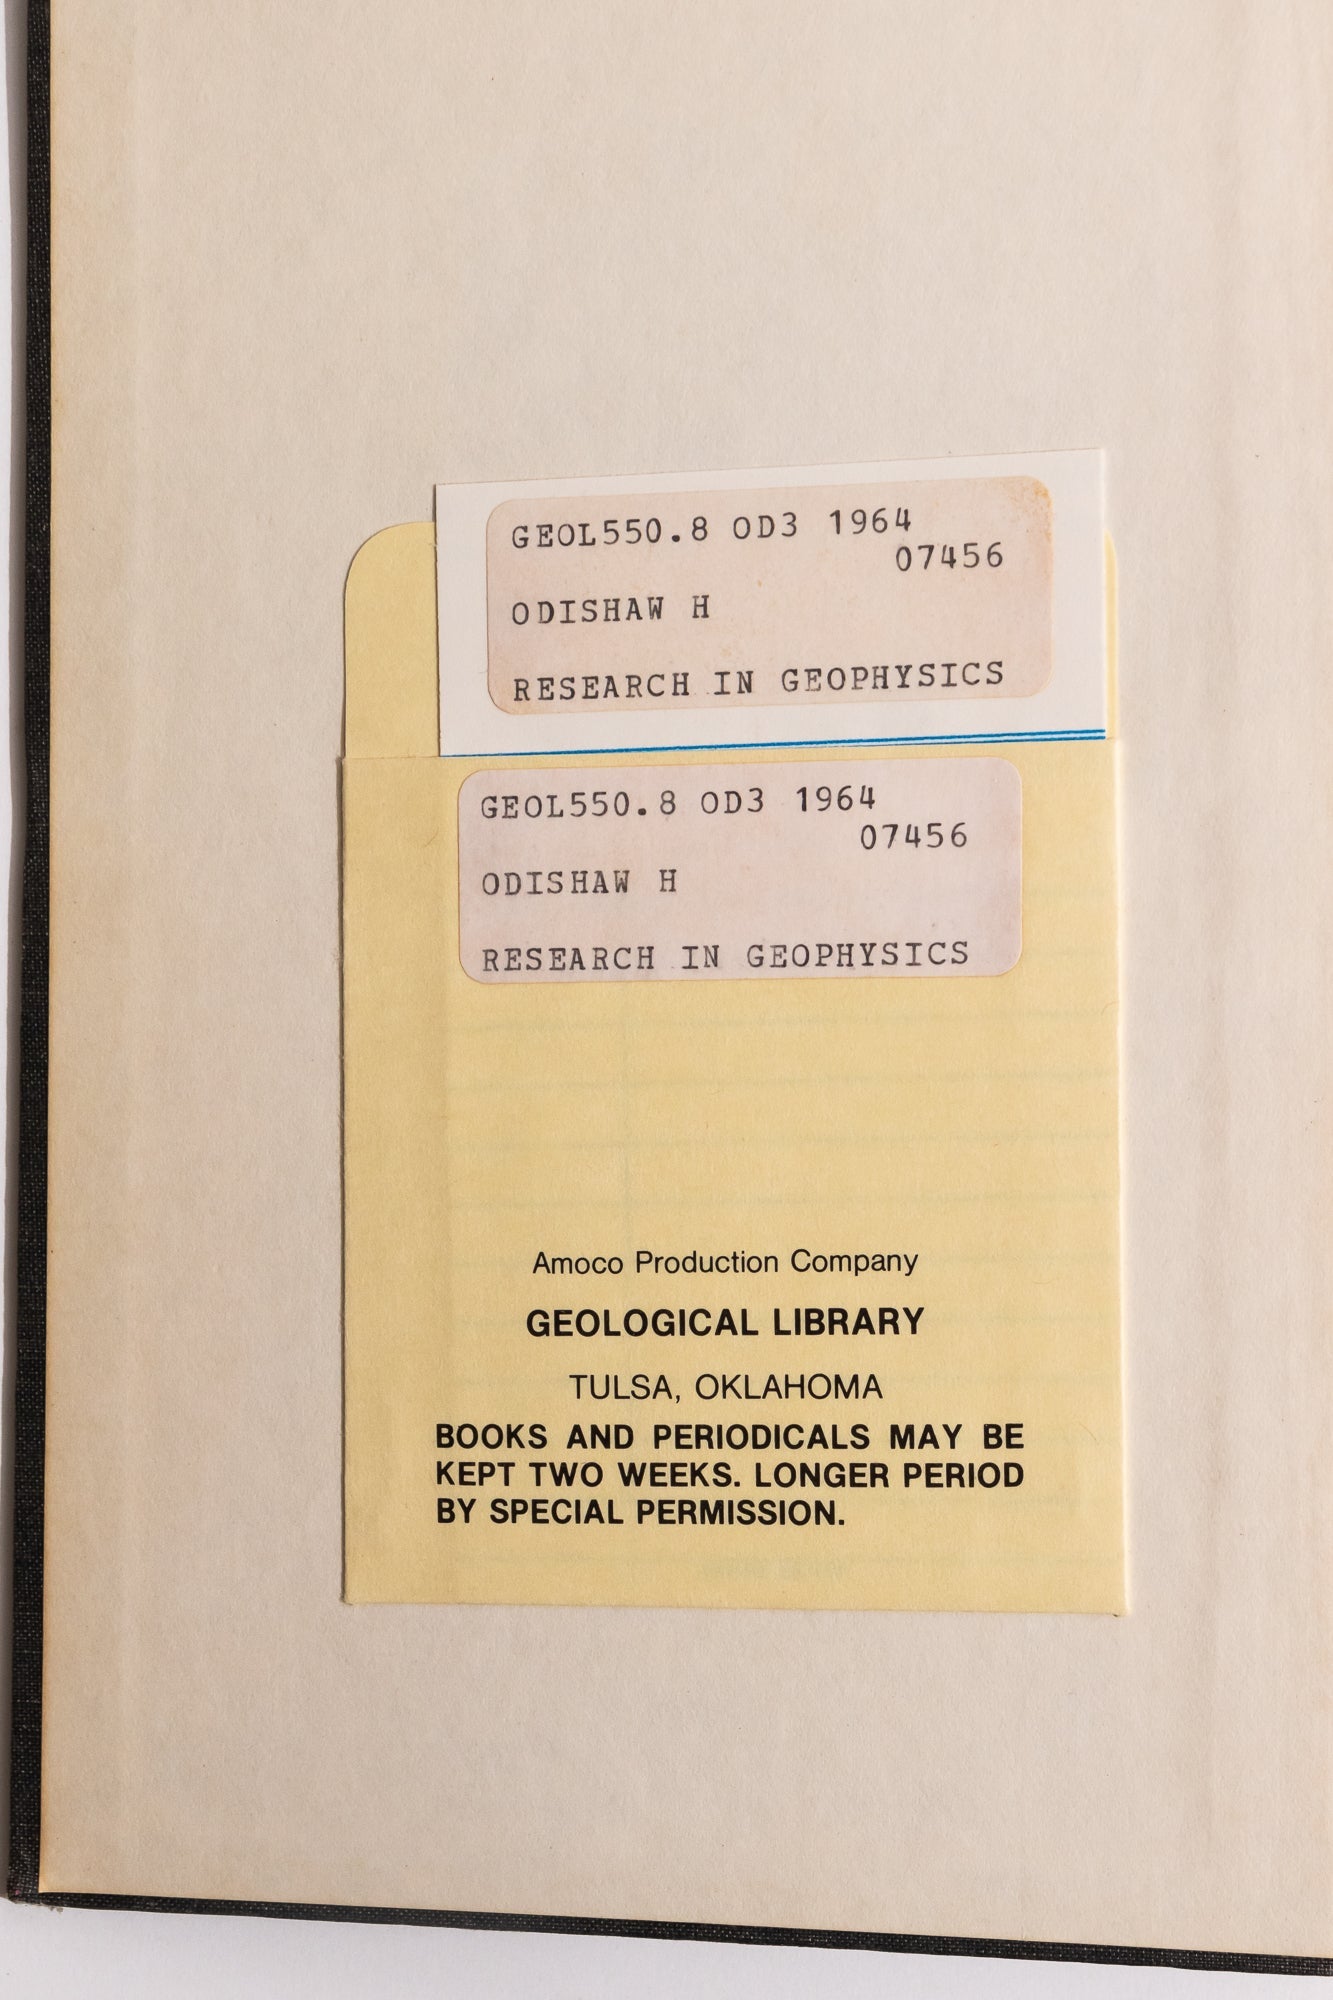 GEOL550.8 OD3 1964
07456
ODISHAW H
RESEARCH IN GEOPHYSICS
GEOL550.8 OD3 1964
07456
ODISHAW H
RESEARCH IN GEOPHYSICS
Amoco Production Company
GEOLOGICAL LIBRARY
TULSA, OKLAHOMA
BOOKS AND PERIODICALS MAY BE
KEPT TWO WEEKS. LONGER PERIOD
BY SPECIAL PERMISSION.